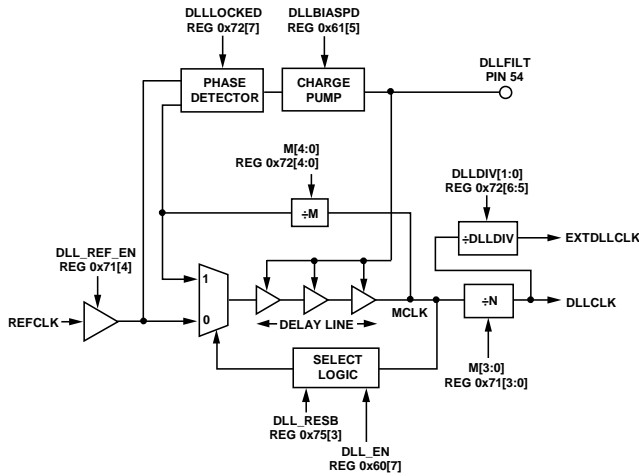 DLLLOCKED
REG 0x72[7]
DLLBIASPD
REG 0x61[5]
DLLFILT
PIN 54
PHASE
DETECTOR
CHARGE
PUMP
M[4:0]
REG 0x72[4:0]
DLLDIV[1:0]
REG 0x72[6:5]
÷M
÷DLLDIV
EXTDLLCLK
DLL_REF_EN
REG 0x71[4]
1
0
REFCLK
DELAY LINE
MCLK
÷N
DLLCLK
SELECT
LOGIC
M[3:0]
REG 0x71[3:0]
DLL_RESB
REG 0x75[3]
DLL_EN
REG 0x60[7]